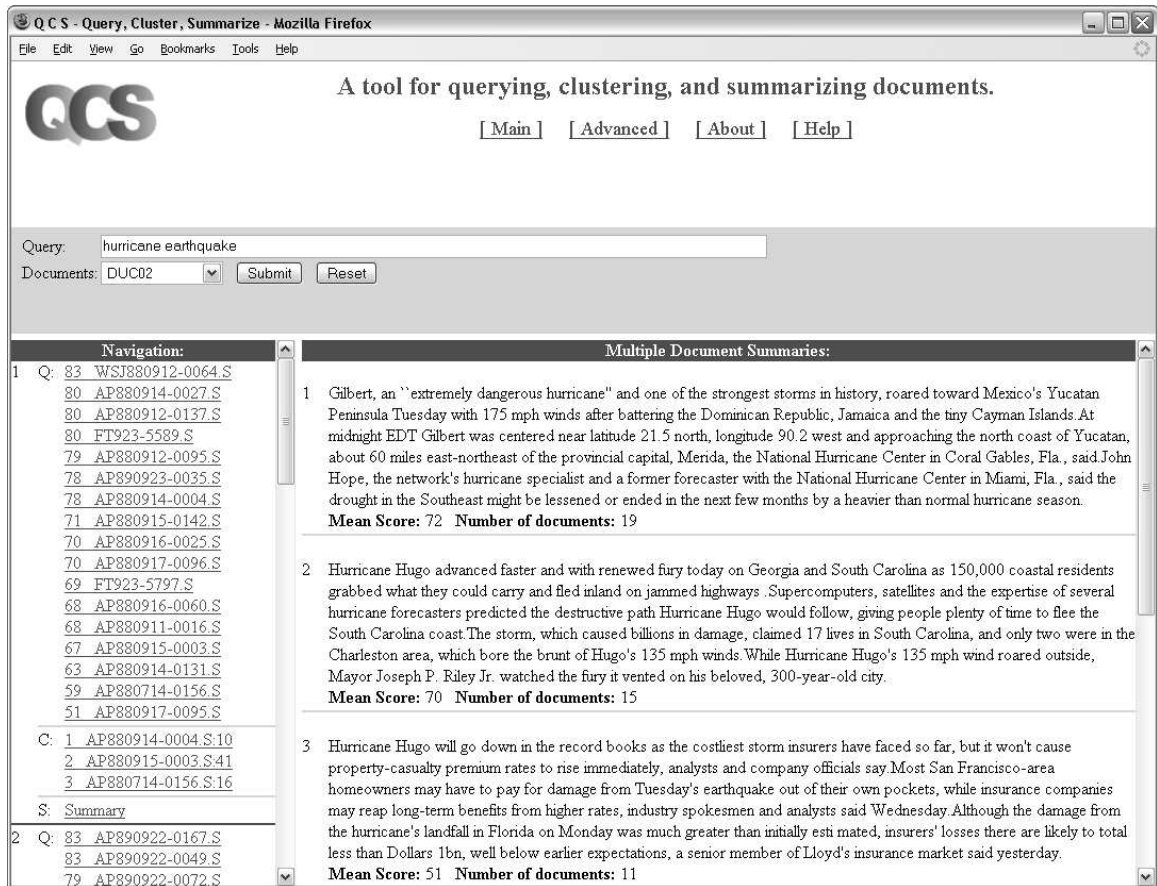 Q C S - Query, Cluster, Summarize - Mozilla Firefox
File Edit View Go Bookmarks Tools Help
QCS
A tool for querying, clustering, and summarizing documents.
[ Main ] [ Advanced ] [ About ] [ Help ]
Query: hurricane earthquake
Documents: DUC02 Submit Reset
Navigation:
1 Q: 83 WSJ880912-0064.S
80 AP880914-0027.S
80 AP880912-0137.S
80 FT923-5589.S
79 AP880912-0095.S
78 AP890923-0035.S
78 AP880914-0004.S
71 AP880915-0142.S
70 AP880916-0025.S
70 AP880917-0096.S
69 FT923-5797.S
68 AP880916-0060.S
68 AP880911-0016.S
67 AP880915-0003.S
63 AP880914-0131.S
59 AP880714-0156.S
51 AP880917-0095.S
C: 1 AP880914-0004.S:10
2 AP880915-0003.S:41
3 AP880714-0156.S:16
S: Summary
2 Q: 83 AP890922-0167.S
83 AP890922-0049.S
79 AP890922-0072.S
Multiple Document Summaries:
1 Gilbert, an ``extremely dangerous hurricane'' and one of the strongest storms in history, roared toward Mexico's Yucatan
Peninsula Tuesday with 175 mph winds after battering the Dominican Republic, Jamaica and the tiny Cayman Islands.At
midnight EDT Gilbert was centered near latitude 21.5 north, longitude 90.2 west and approaching the north coast of Yucatan,
about 60 miles east-northeast of the provincial capital, Merida, the National Hurricane Center in Coral Gables, Fla., said.John
Hope, the network's hurricane specialist and a former forecaster with the National Hurricane Center in Miami, Fla., said the
drought in the Southeast might be lessened or ended in the next few months by a heavier than normal hurricane season.
Mean Score: 72 Number of documents: 19
2 Hurricane Hugo advanced faster and with renewed fury today on Georgia and South Carolina as 150,000 coastal residents
grabbed what they could carry and fled inland on jammed highways .Supercomputers, satellites and the expertise of several
hurricane forecasters predicted the destructive path Hurricane Hugo would follow, giving people plenty of time to flee the
South Carolina coast.The storm, which caused billions in damage, claimed 17 lives in South Carolina, and only two were in the
Charleston area, which bore the brunt of Hugo's 135 mph winds.While Hurricane Hugo's 135 mph wind roared outside,
Mayor Joseph P. Riley Jr. watched the fury it vented on his beloved, 300-year-old city.
Mean Score: 70 Number of documents: 15
3 Hurricane Hugo will go down in the record books as the costliest storm insurers have faced so far, but it won't cause
property-casualty premium rates to rise immediately, analysts and company officials say.Most San Francisco-area
homeowners may have to pay for damage from Tuesday's earthquake out of their own pockets, while insurance companies
may reap long-term benefits from higher rates, industry spokesmen and analysts said Wednesday.Although the damage from
the hurricane's landfall in Florida on Monday was much greater than initially esti mated, insurers' losses there are likely to total
less than Dollars 1bn, well below earlier expectations, a senior member of Lloyd's insurance market said yesterday.
Mean Score: 51 Number of documents: 11